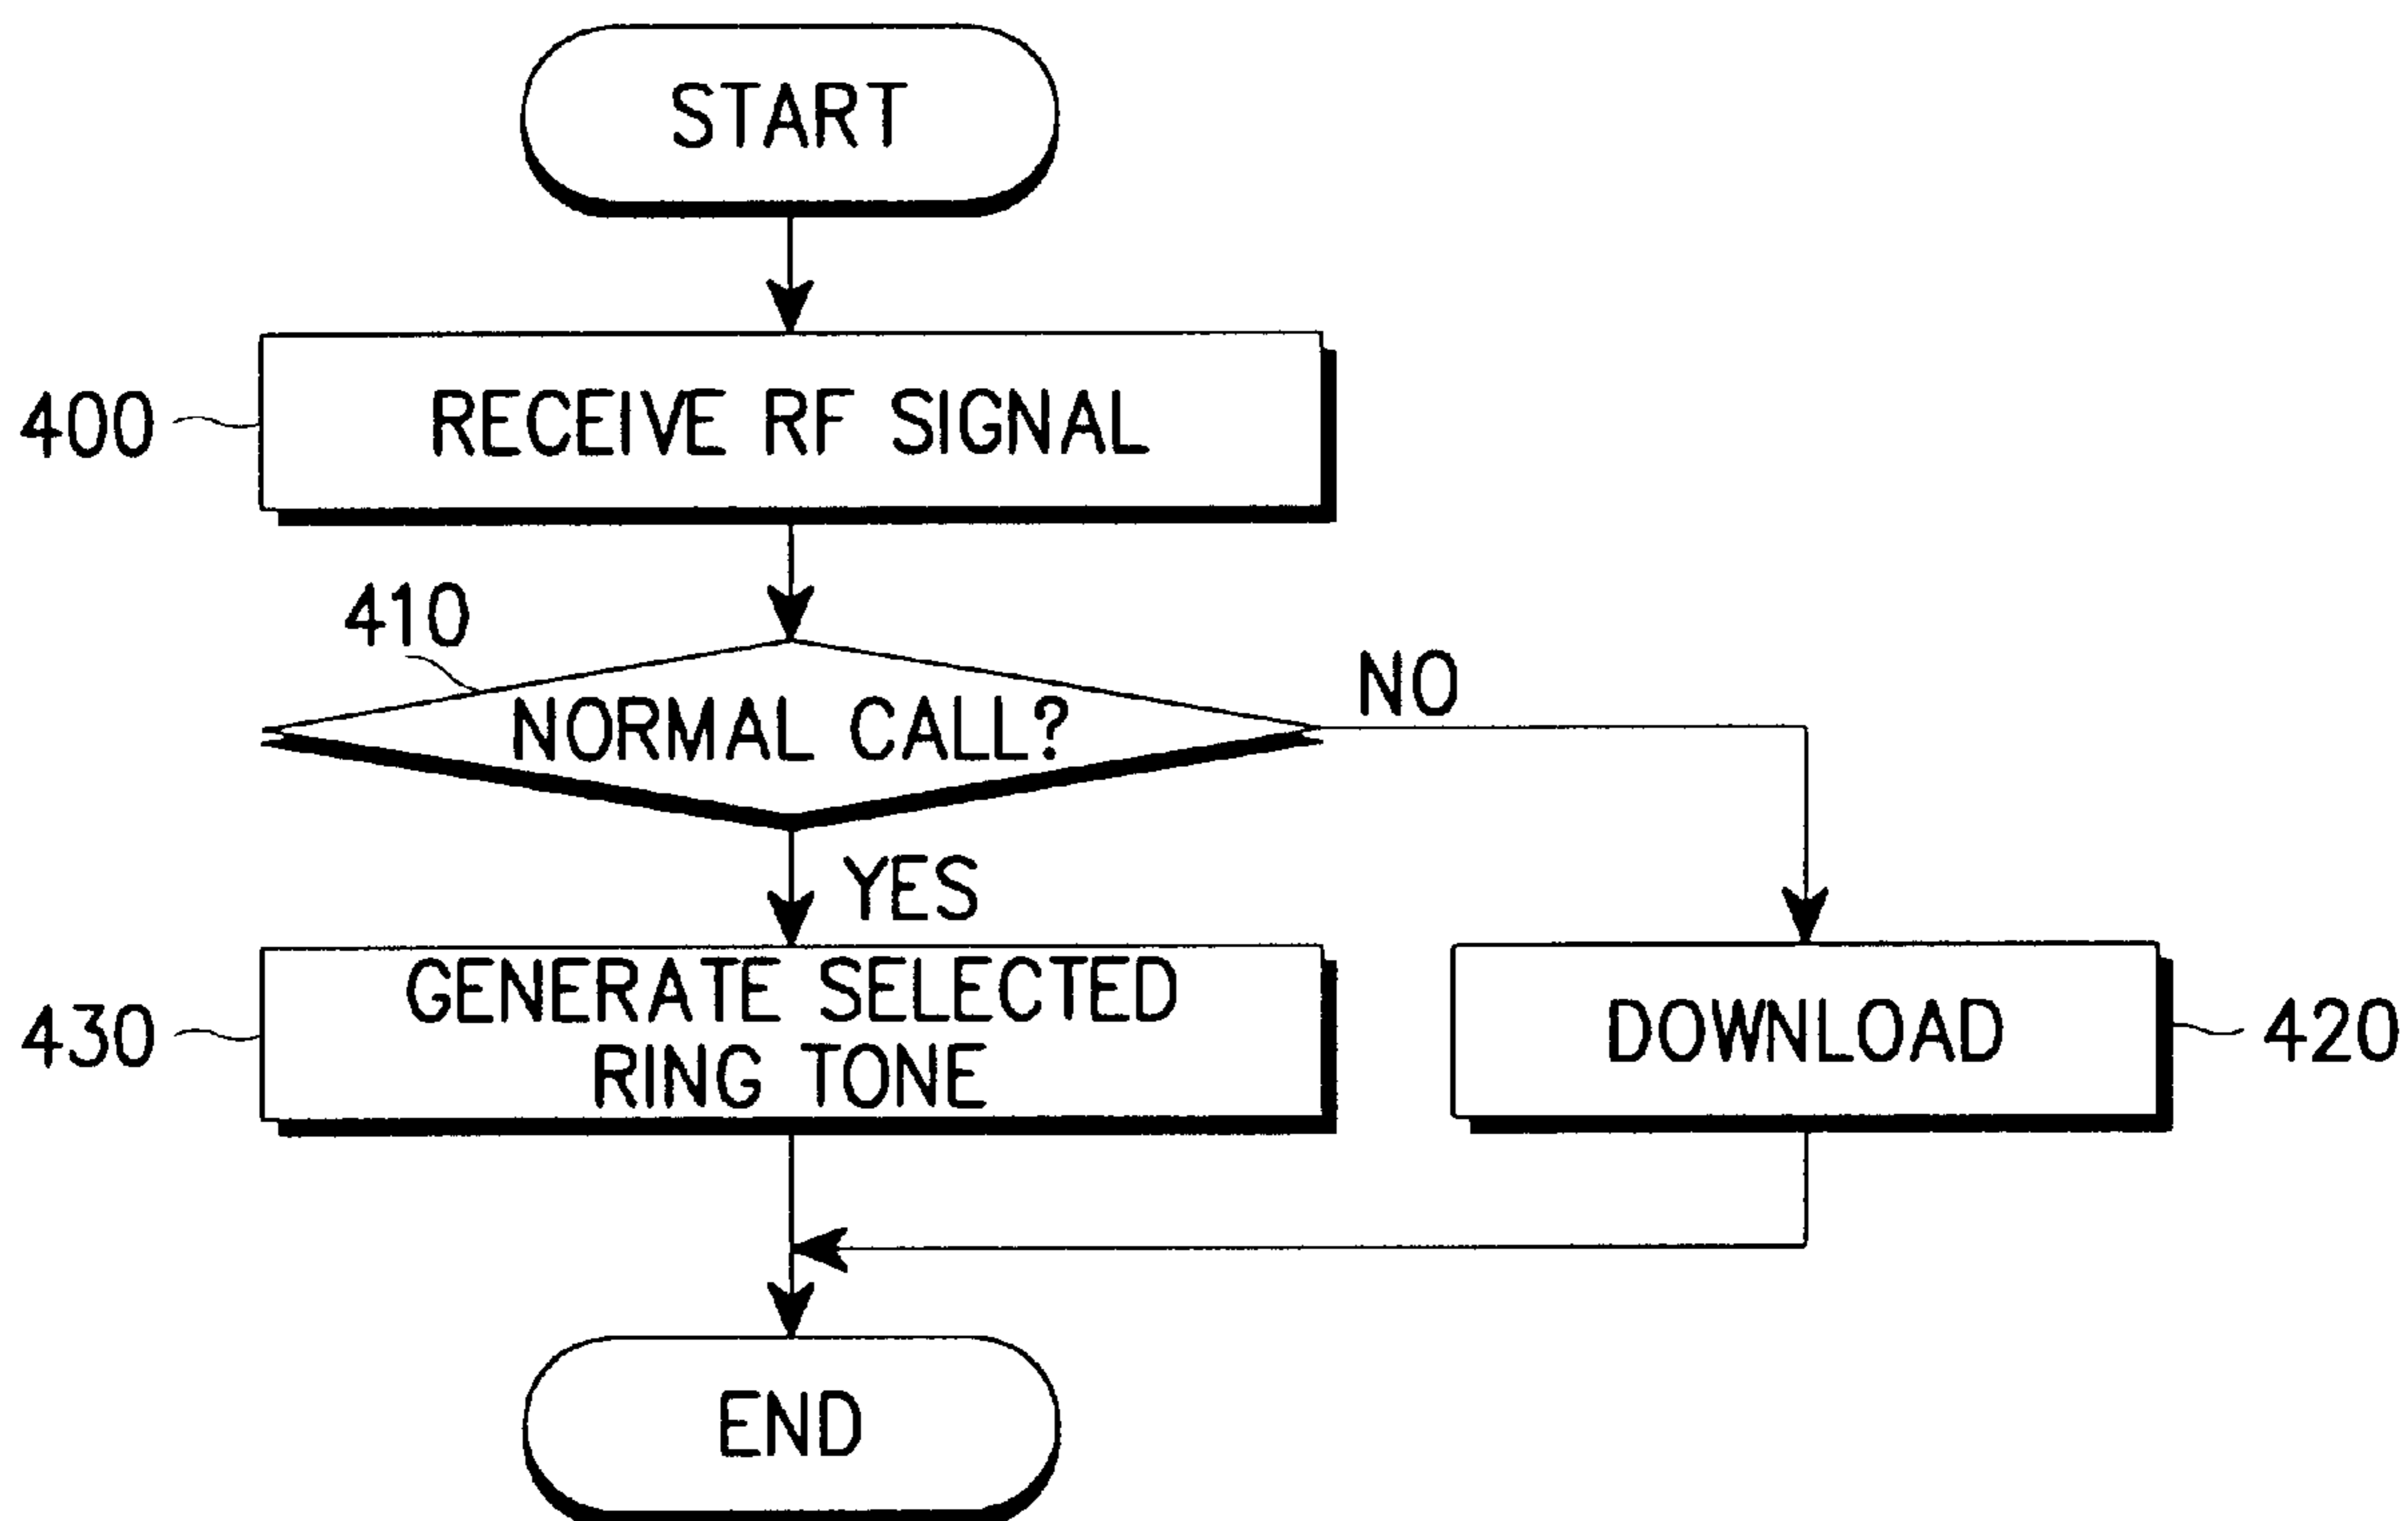 START
400
RECEIVE RF SIGNAL
410
NORMAL CALL?
NO
YES
430
GENERATE SELECTED
RING TONE
DOWNLOAD
420
END